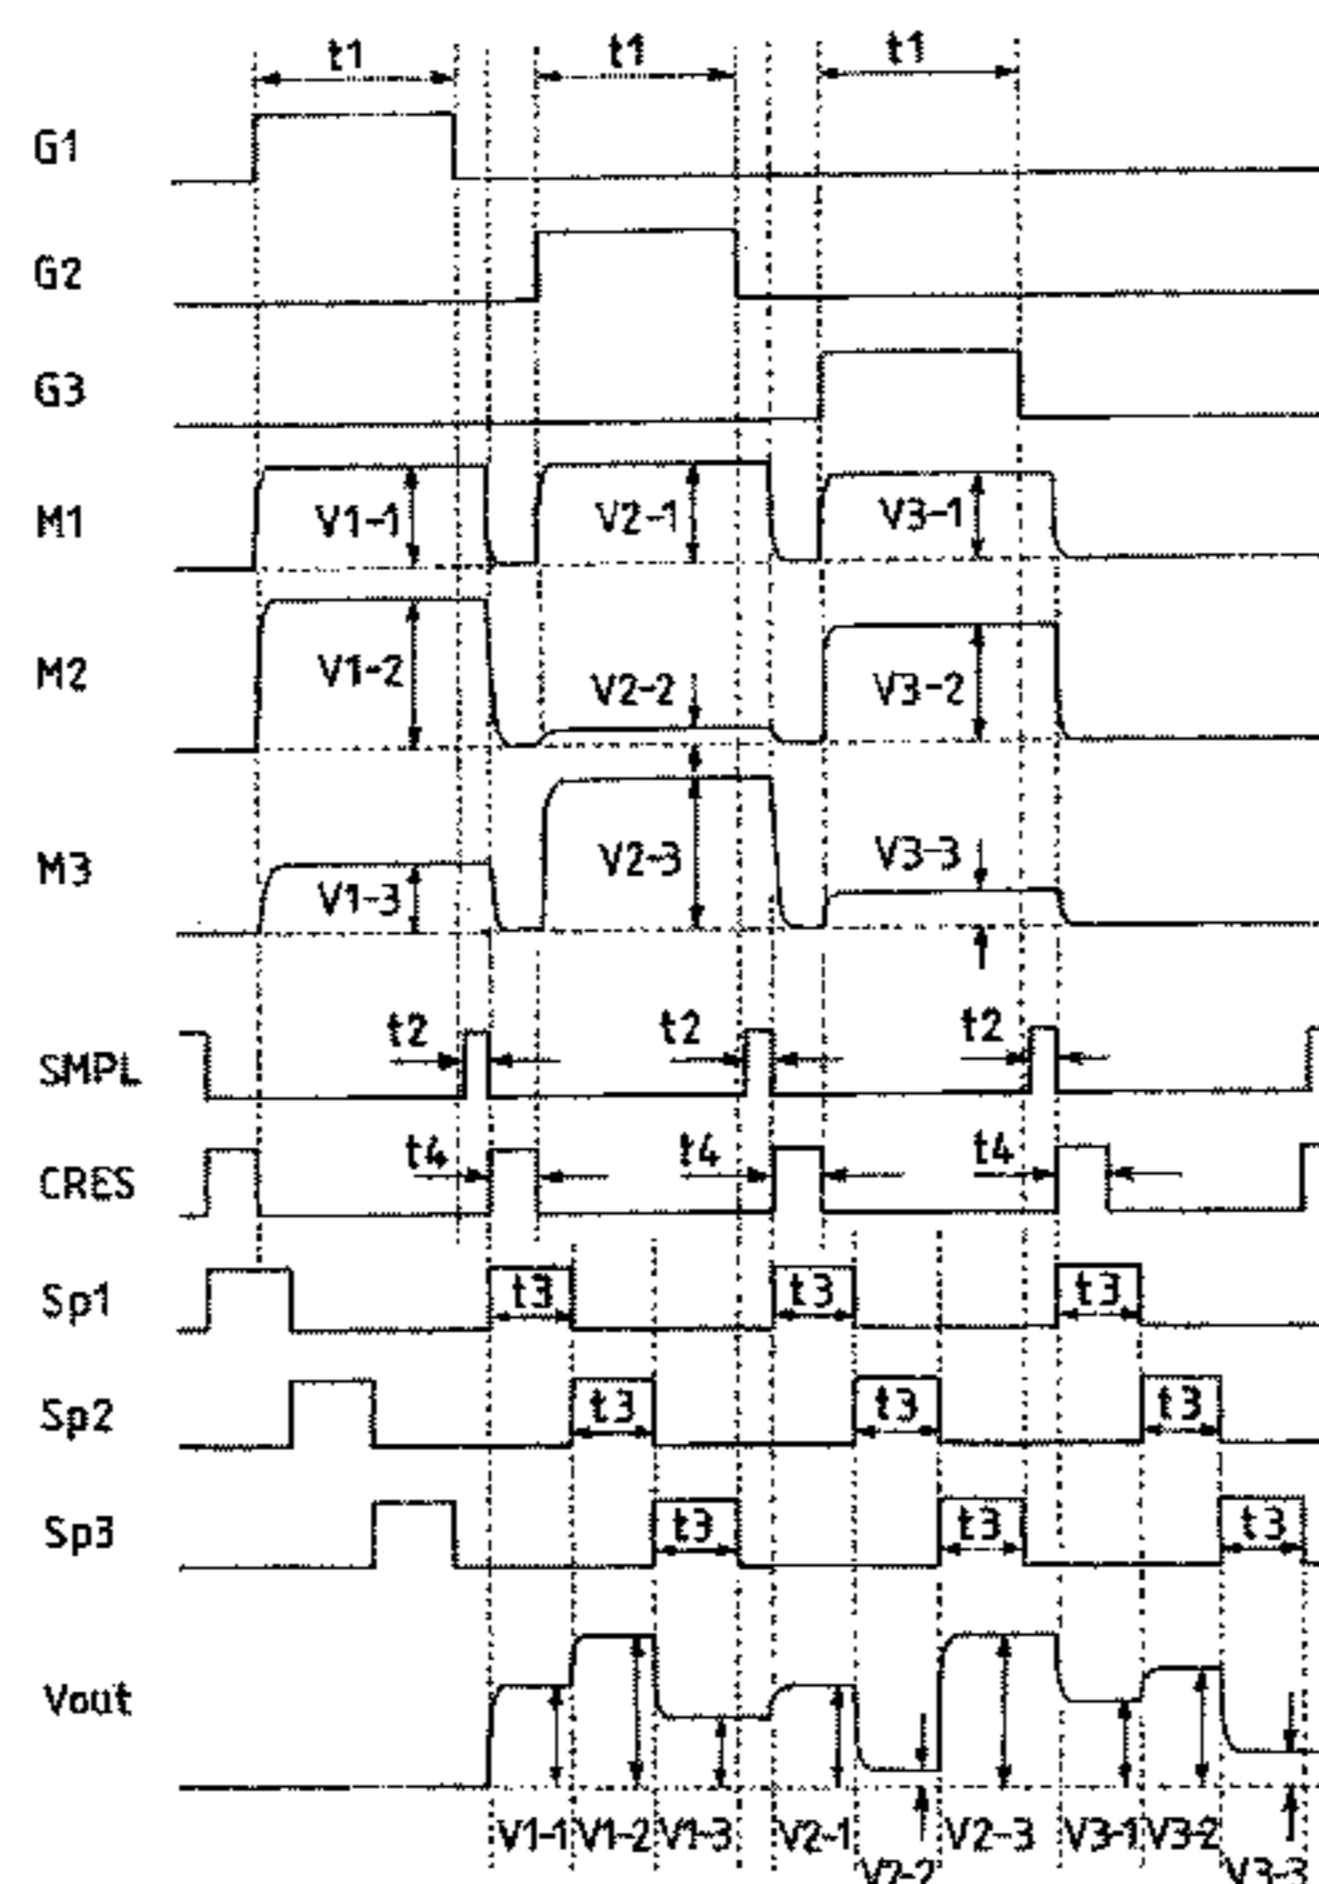 t1 t1 t1
G1
G2
G3
M1 V1-1 V2-1 V3-1
M2 V1-2 V2-2 V3-2
M3 V1-3 V2-3 V3-3
SMPL t2 t2 t2
CRES t4 t4 t4
Sp1 t3 t3 t3
Sp2 t3 t3 t3
Sp3 t3 t3 t3
Vout
V1-1 V1-2 V1-3 V2-1 V2-3 V3-1 V3-2
V2-2 V3-3